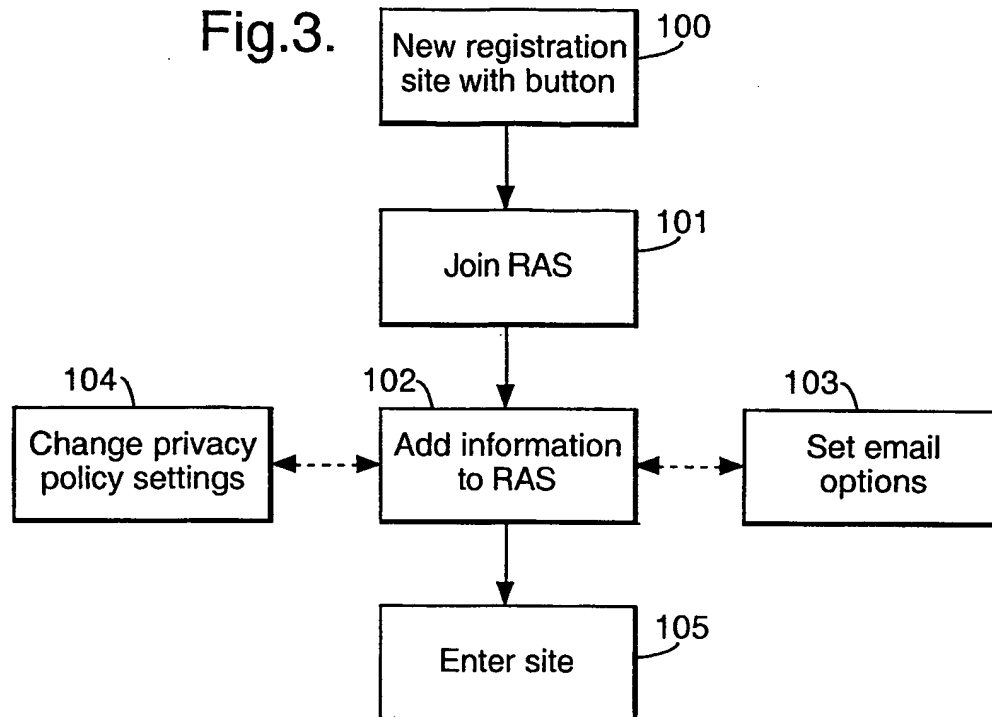 Fig.3.
New registration
site with button
100
Join RAS
101
104
Change privacy
policy settings
102
Add information
to RAS
103
Set email
options
Enter site
105